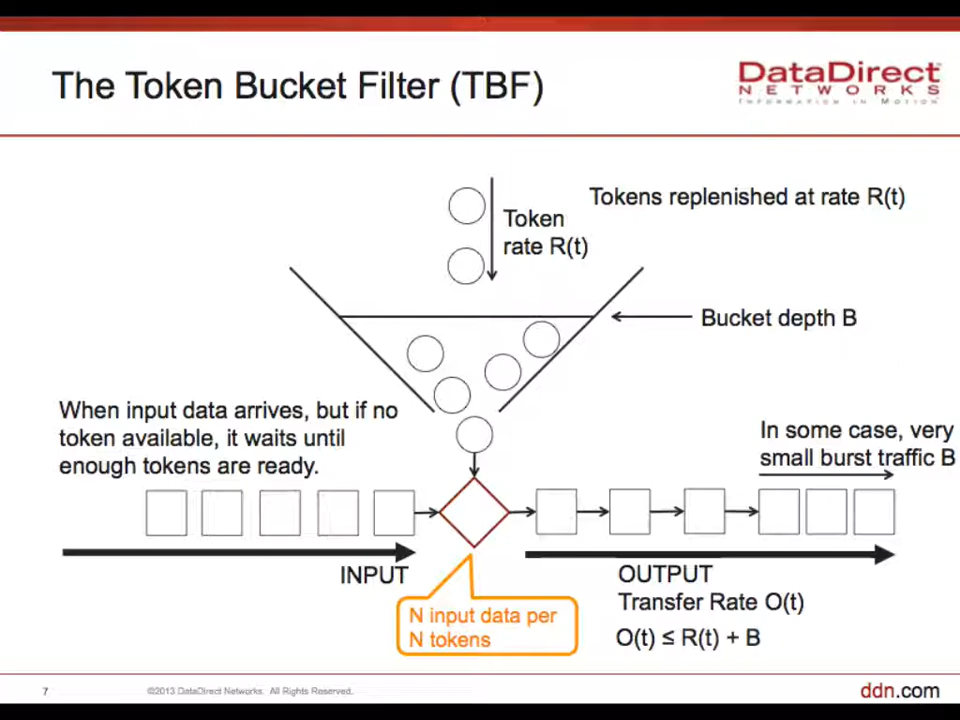 The Token Bucket Filter (TBF)
DataDirect
NETWORKS
INFORMATION IN MOTION
Tokens replenished at rate R(t)
Token
rate R(t)
Bucket depth B
When input data arrives, but if no
token available, it waits until
enough tokens are ready.
In some case, very
small burst traffic B
INPUT
OUTPUT
Transfer Rate O(t)
O(t) ≤ R(t) + B
N input data per
N tokens
7
©2013 DataDirect Networks. All Rights Reserved.
ddn.com